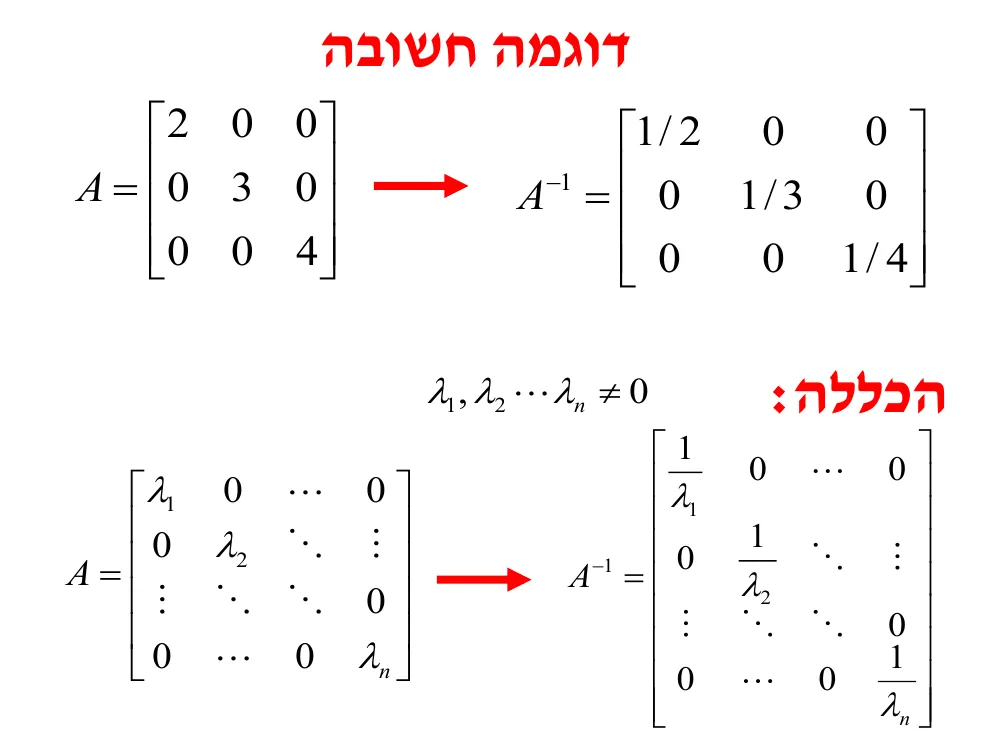 דוגמה חשובה
A = [2 0 0; 0 3 0; 0 0 4] → A⁻¹ = [1/2 0 0; 0 1/3 0; 0 0 1/4]
הכללה:
λ₁, λ₂ ⋯ λₙ ≠ 0
A = [λ₁ 0 ⋯ 0; 0 λ₂ ⋱ ⋮; ⋮ ⋱ ⋱ 0; 0 ⋯ 0 λₙ] → A⁻¹ = [1/λ₁ 0 ⋯ 0; 0 1/λ₂ ⋱ ⋮; ⋮ ⋱ ⋱ 0; 0 ⋯ 0 1/λₙ]